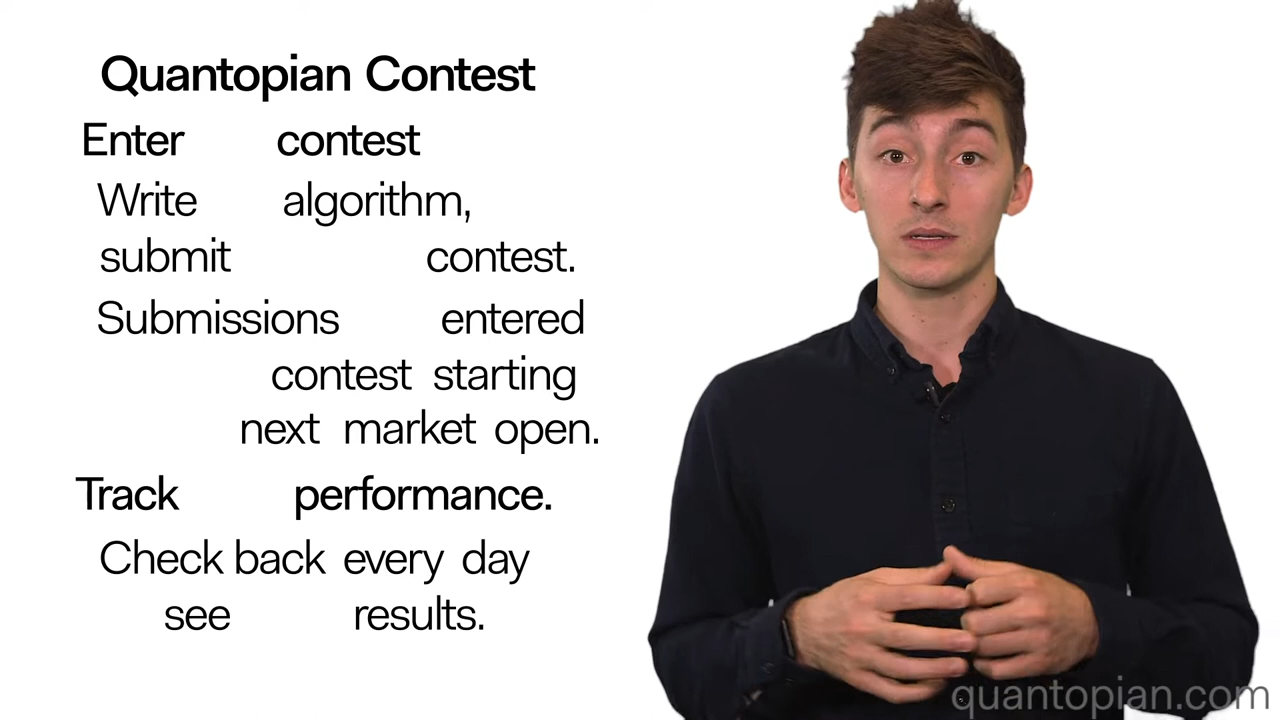 Quantopian Contest
Enter contest
Write algorithm,
submit contest.
Submissions entered
contest starting
next market open.
Track performance.
Check back every day
see results.
quantopian.com